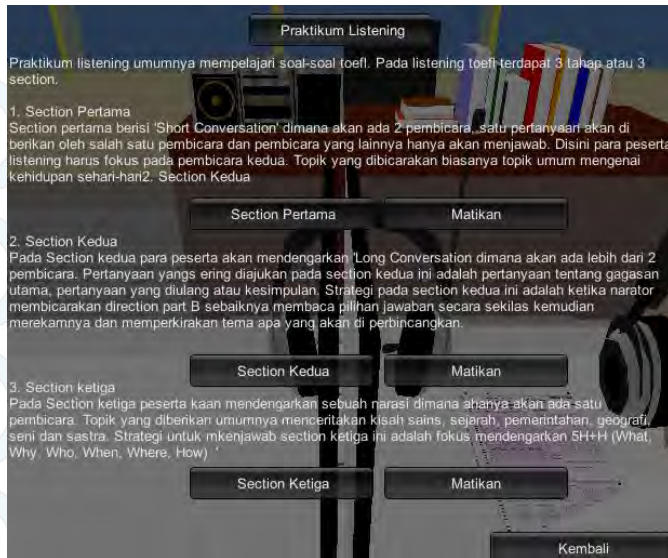 Praktikum Listening
Praktikum listening umumnya mempelajari soal-soal toefl. Pada listening toefl terdapat 3 tahap atau 3
section.
1. Section Pertama
Section pertama berisi 'Short Conversation' dimana akan ada 2 pembicara, satu pertanyaan akan di
berikan oleh salah satu pembicara dan pembicara yang lainnya hanya akan menjawab. Disini para peserta
listening harus fokus pada pembicara kedua. Topik yang dibicarakan biasanya topik umum mengenai
kehidupan sehari-hari2. Section Kedua
Section Pertama Matikan
2. Section Kedua
Pada Section kedua para peserta akan mendengarkan 'Long Conversation dimana akan ada lebih dari 2
pembicara. Pertanyaan yangs ering diajukan pada section kedua ini adalah pertanyaan tentang gagasan
utama, pertanyaan yang diulang atau kesimpulan. Strategi pada section kedua ini adalah ketika narator
membicarakan direction part B sebaiknya membaca pilihan jawaban secara sekilas kemudian
merekamnya dan memperkirakan tema apa yang akan di perbincangkan.
Section Kedua Matikan
3. Section ketiga
Pada Section ketiga peserta kaan mendengarkan sebuah narasi dimana ahanya akan ada satu
pembicara. Topik yang diberikan umumnya menceritakan kisah sains, sejarah, pemerintahan, geografi,
seni dan sastra. Strategi untuk mkenjawab section ketiga ini adalah fokus mendengarkan 5H+H (What,
Why, Who, When, Where, How) '
Section Ketiga Matikan
Kembali